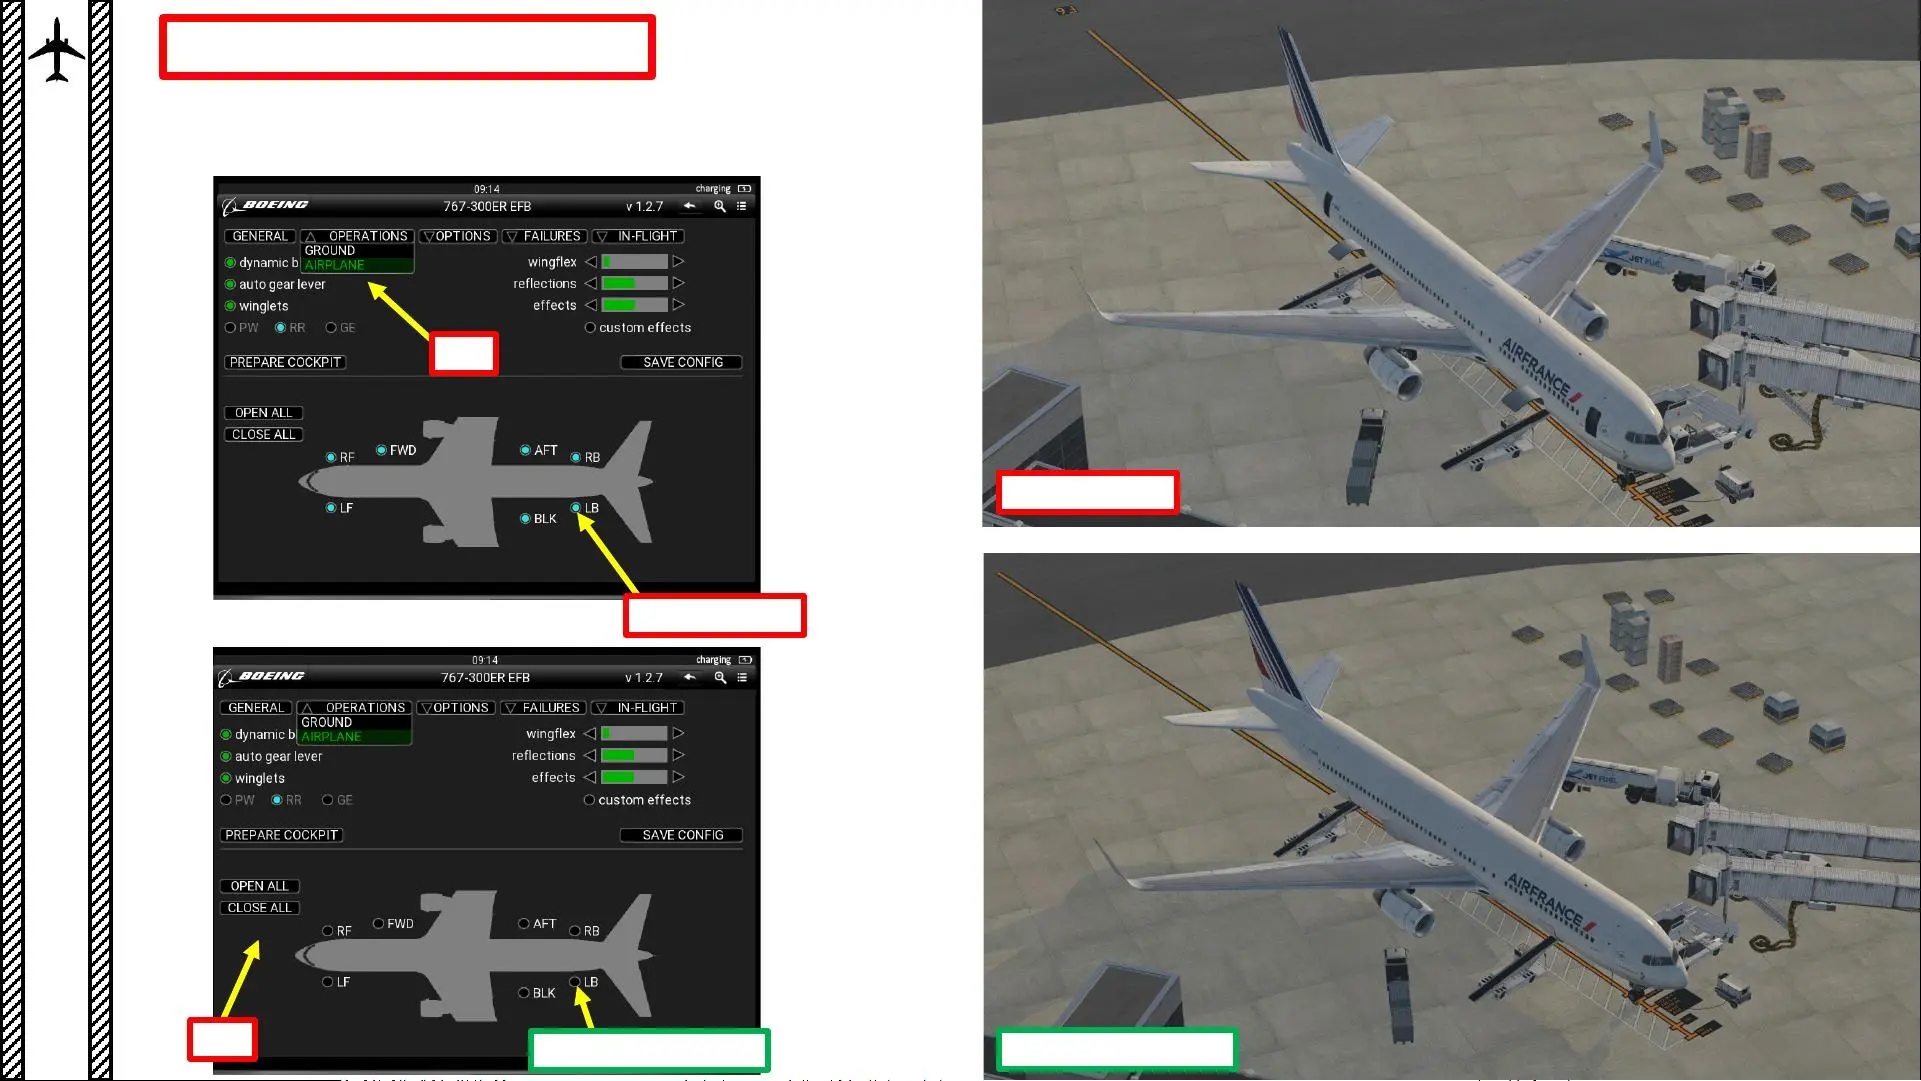 09:14
charging
BOEING
767-300ER EFB
v 1.2.7
GENERAL
OPERATIONS
OPTIONS
FAILURES
IN-FLIGHT
GROUND
AIRPLANE
dynamic b
wingflex
auto gear lever
reflections
winglets
effects
PW
RR
GE
custom effects
PREPARE COCKPIT
SAVE CONFIG
OPEN ALL
CLOSE ALL
RF
FWD
AFT
RB
LF
BLK
LB
09:14
charging
BOEING
767-300ER EFB
v 1.2.7
GENERAL
OPERATIONS
OPTIONS
FAILURES
IN-FLIGHT
GROUND
AIRPLANE
dynamic b
wingflex
auto gear lever
reflections
winglets
effects
PW
RR
GE
custom effects
PREPARE COCKPIT
SAVE CONFIG
OPEN ALL
CLOSE ALL
RF
FWD
AFT
RB
LF
BLK
LB
JET FUEL
AIRFRANCE
JET FUEL
AIRFRANCE